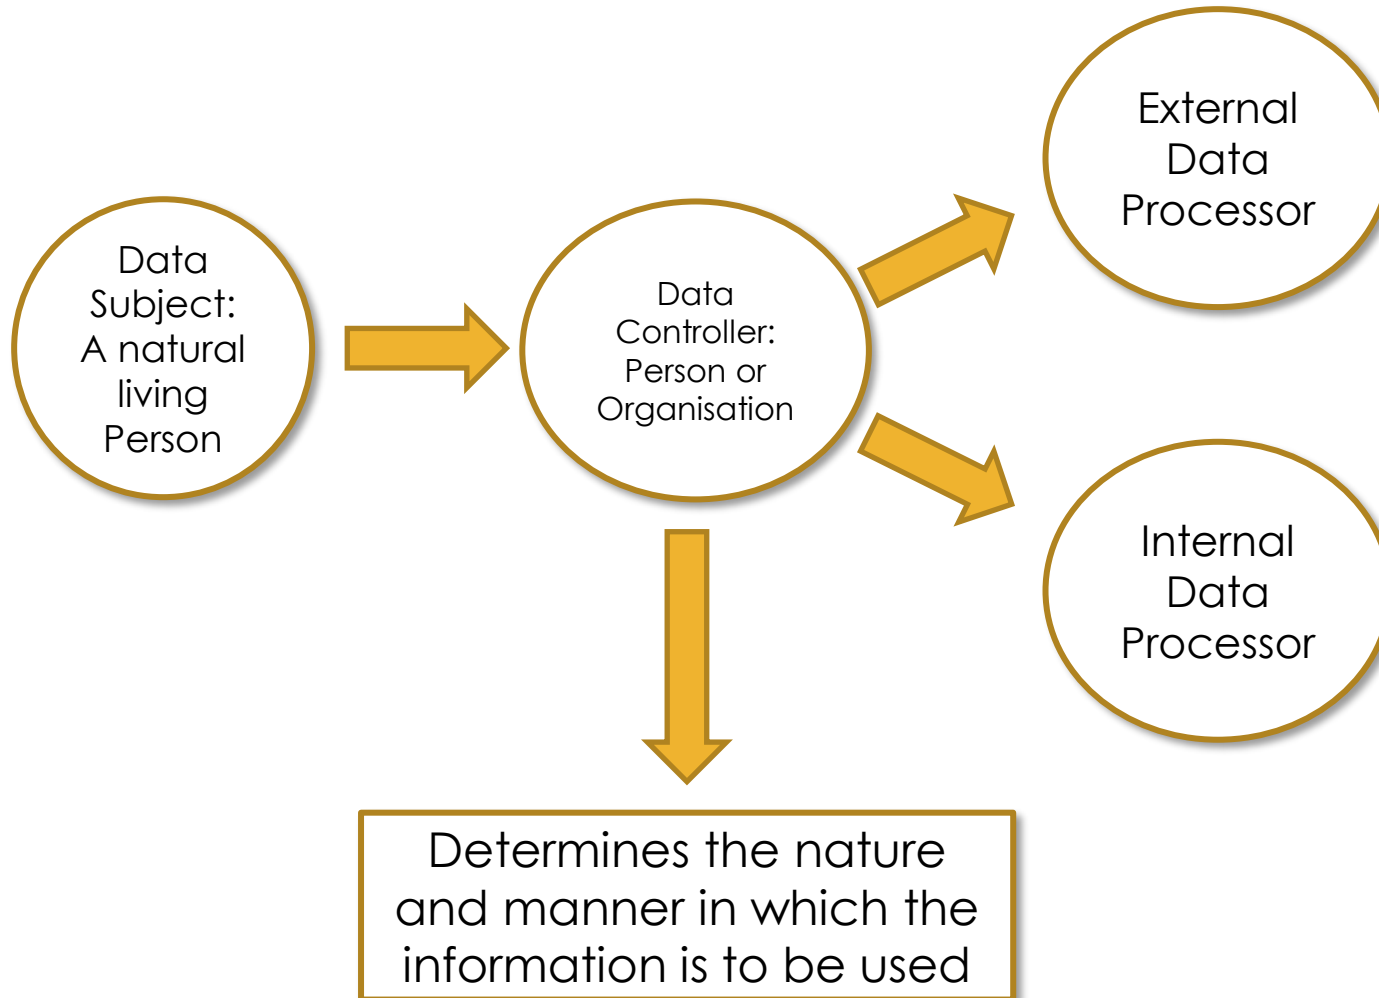 Data
Subject:
A natural
living
Person
Data
Controller:
Person or
Organisation
External
Data
Processor
Internal
Data
Processor
Determines the nature
and manner in which the
information is to be used